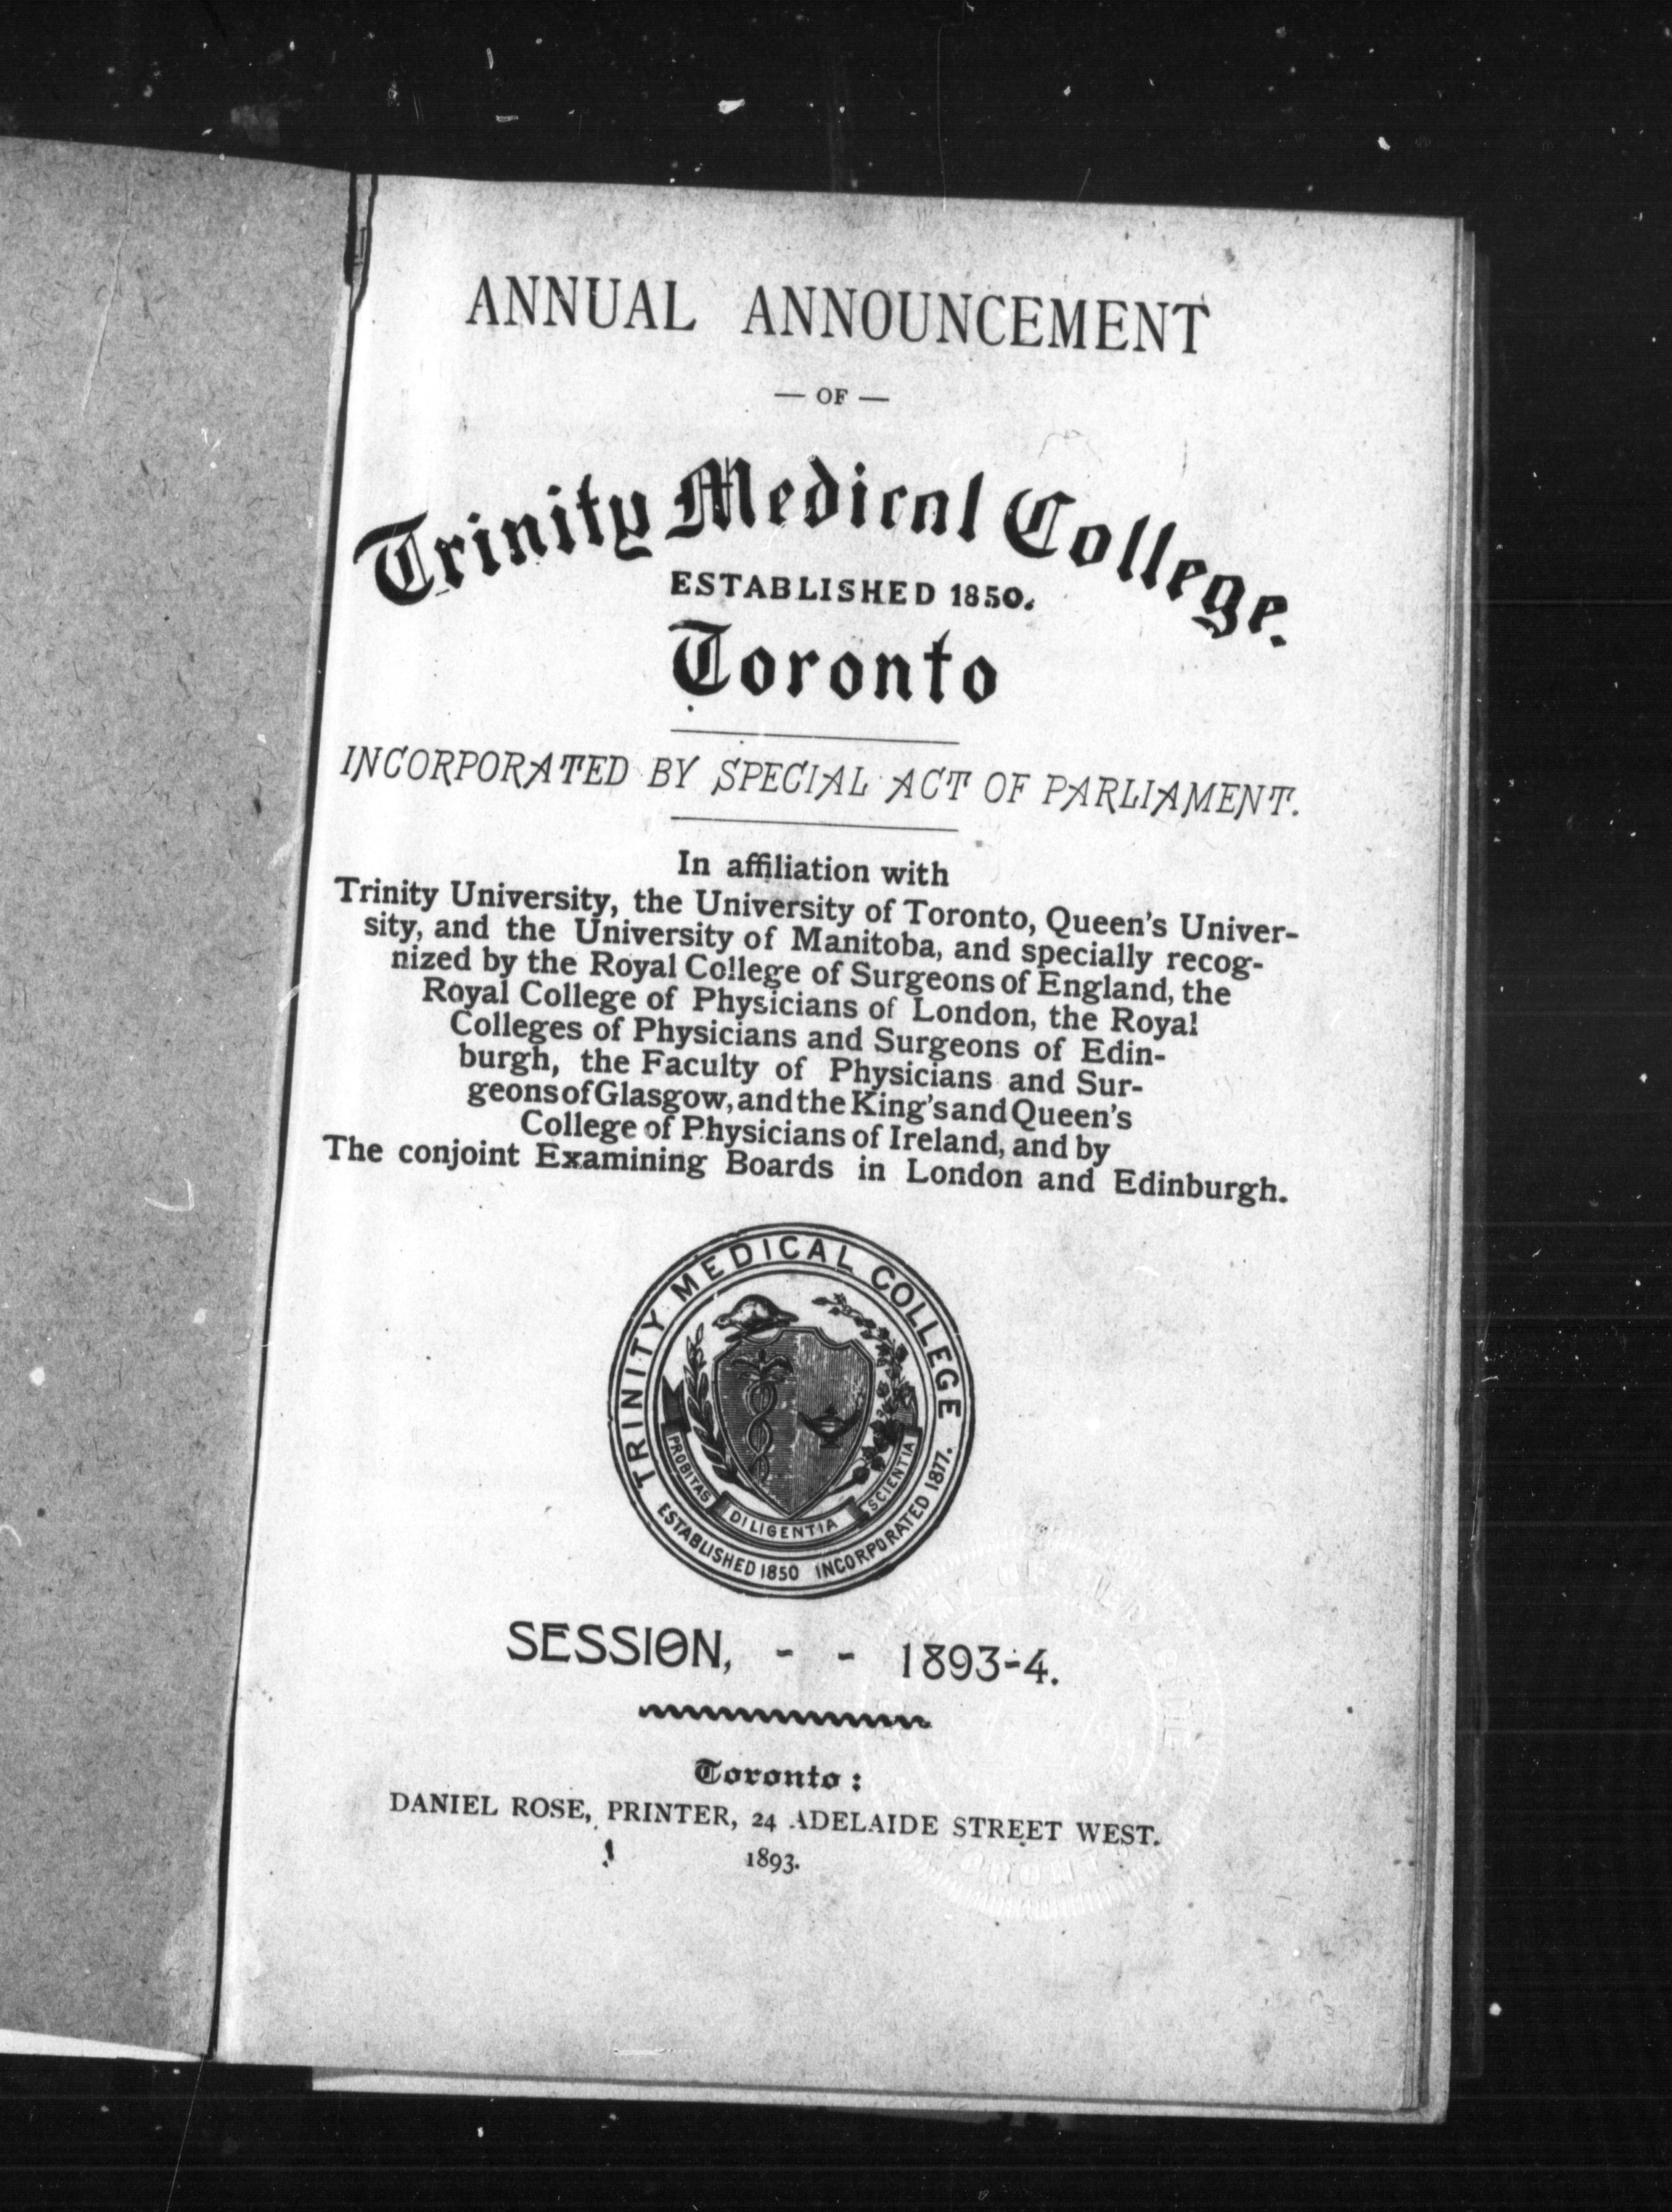 ANNUAL ANNOUNCEMENT
— OF —
Trinity Medical College.
ESTABLISHED 1850.
Toronto
INCORPORATED BY SPECIAL ACT OF PARLIAMENT.
In affiliation with
Trinity University, the University of Toronto, Queen's Univer-
sity, and the University of Manitoba, and specially recog-
nized by the Royal College of Surgeons of England, the
Royal College of Physicians of London, the Royal
Colleges of Physicians and Surgeons of Edin-
burgh, the Faculty of Physicians and Sur-
geons of Glasgow, and the King's and Queen's
College of Physicians of Ireland, and by
The conjoint Examining Boards in London and Edinburgh.
TRINITY MEDICAL COLLEGE
PROBITAS DILIGENTIA SCIENTIA
ESTABLISHED 1850 INCORPORATED 1877.
SESSION, - - 1893-4.
Toronto:
DANIEL ROSE, PRINTER, 24 ADELAIDE STREET WEST.
1893.